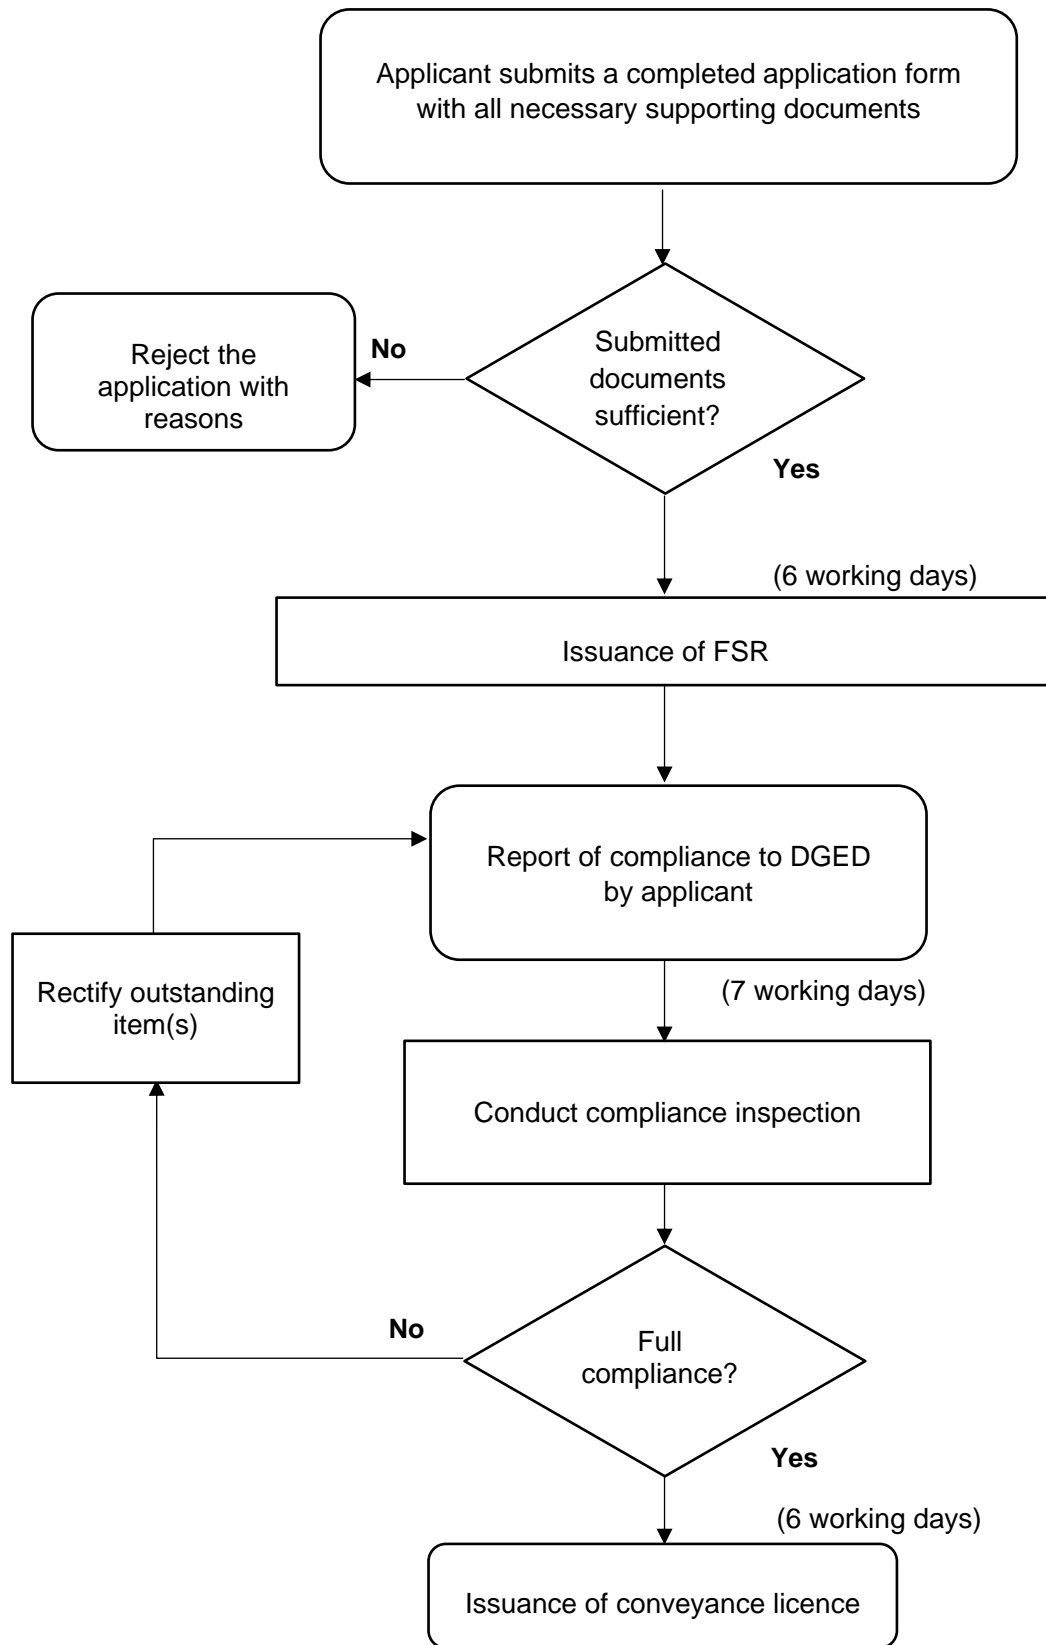 Applicant submits a completed application form
with all necessary supporting documents
Submitted
documents
sufficient?
No
Reject the
application with
reasons
Yes
(6 working days)
Issuance of FSR
Report of compliance to DGED
by applicant
Rectify outstanding
item(s)
(7 working days)
Conduct compliance inspection
Full
compliance?
No
Yes
(6 working days)
Issuance of conveyance licence